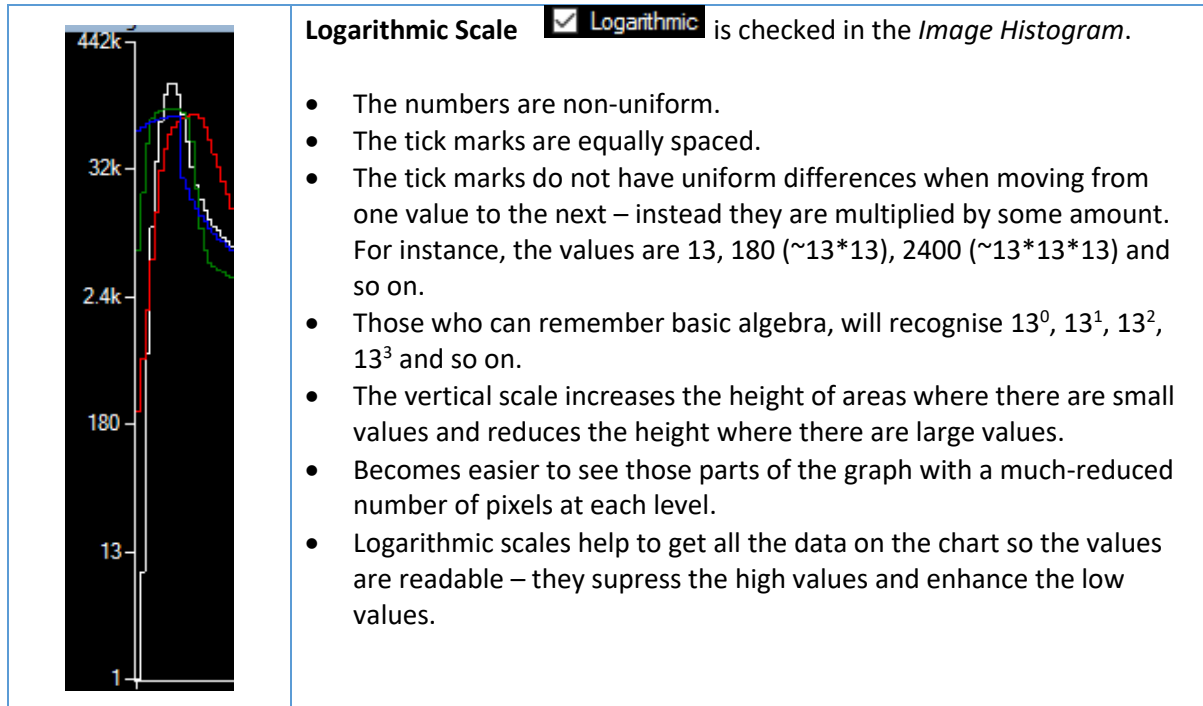 442k
32k
2.4k
180
13
1
Logarithmic Scale Logarithmic is checked in the Image Histogram.
• The numbers are non-uniform.
• The tick marks are equally spaced.
• The tick marks do not have uniform differences when moving from
one value to the next – instead they are multiplied by some amount.
For instance, the values are 13, 180 (~13*13), 2400 (~13*13*13) and
so on.
• Those who can remember basic algebra, will recognise 13⁰, 13¹, 13²,
13³ and so on.
• The vertical scale increases the height of areas where there are small
values and reduces the height where there are large values.
• Becomes easier to see those parts of the graph with a much-reduced
number of pixels at each level.
• Logarithmic scales help to get all the data on the chart so the values
are readable – they supress the high values and enhance the low
values.